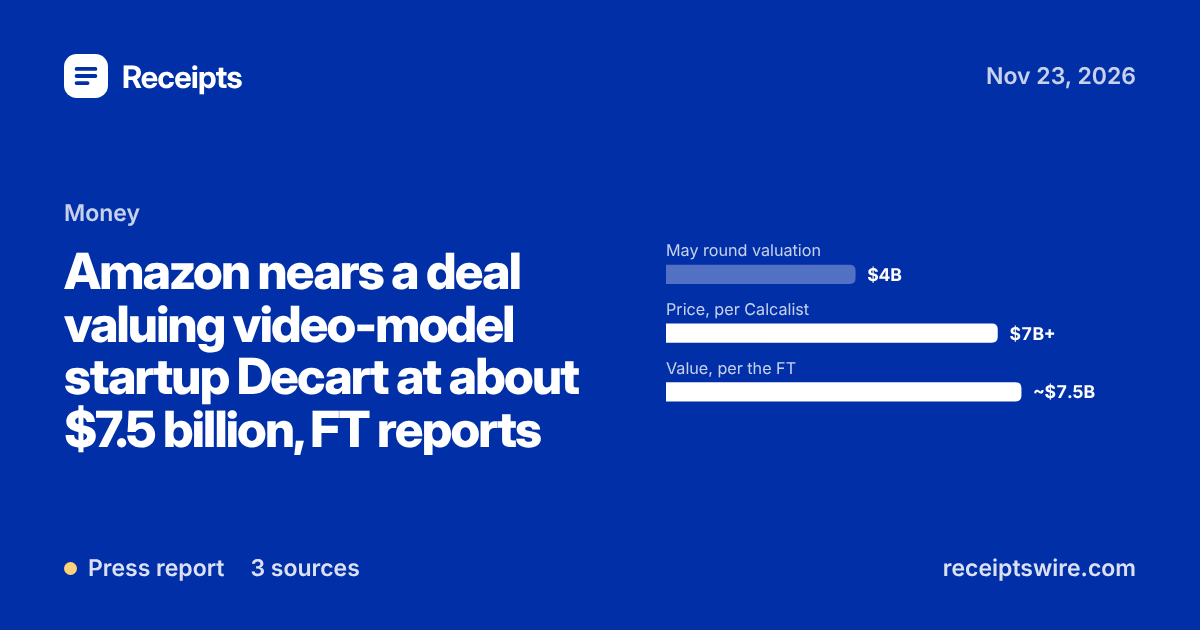 Receipts
Nov 23, 2026
Money
Amazon nears a deal
valuing video-model
startup Decart at about
$7.5 billion, FT reports
May round valuation
$4B
Price, per Calcalist
$7B+
Value, per the FT
~$7.5B
Press report
3 sources
receiptswire.com